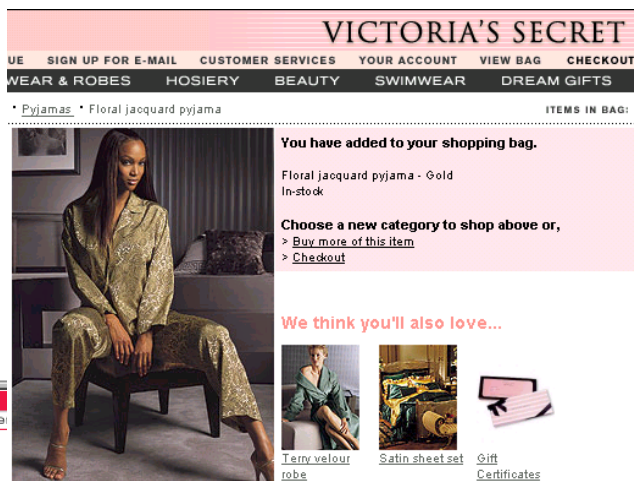 VICTORIA'S SECRET
UE SIGN UP FOR E-MAIL CUSTOMER SERVICES YOUR ACCOUNT VIEW BAG CHECKOUT
WEAR & ROBES HOSIERY BEAUTY SWIMWEAR DREAM GIFTS
• Pyjamas • Floral jacquard pyjama ITEMS IN BAG:
You have added to your shopping bag.
Floral jacquard pyjama - Gold
In-stock
Choose a new category to shop above or,
> Buy more of this item
> Checkout
We think you'll also love...
Terry velour robe
Satin sheet set
Gift Certificates